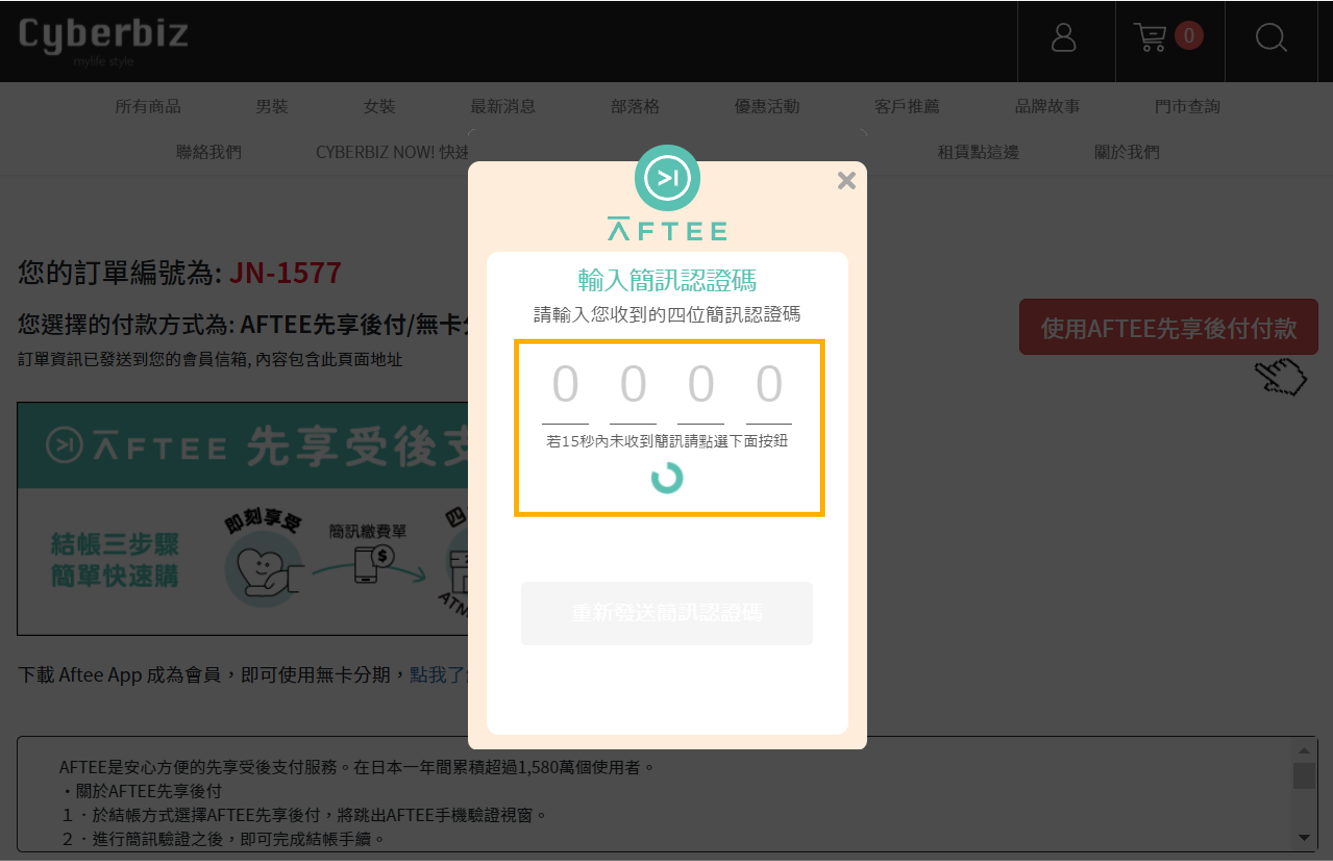 Cyberbiz
mylife style
0
所有商品 男裝 女裝 最新消息 部落格 優惠活動 客戶推薦 品牌故事 門市查詢
聯絡我們 CYBERBIZ NOW! 快速 租賃點這邊 關於我們
AFTEE
輸入簡訊認證碼
請輸入您收到的四位簡訊認證碼
0 0 0 0
若15秒內未收到簡訊請點選下面按鈕
重新發送簡訊認證碼
您的訂單編號為: JN-1577
您選擇的付款方式為: AFTEE先享後付/無卡
使用AFTEE先享後付付款
訂單資訊已發送到您的會員信箱, 內容包含此頁面地址
AFTEE 先享受後
結帳三步驟
簡單快速購
即刻享受
簡訊繳費單
四
ATM
下載 Aftee App 成為會員，即可使用無卡分期，點我了
AFTEE是安心方便的先享受後支付服務。在日本一年間累積超過1,580萬個使用者。
・關於AFTEE先享後付
１．於結帳方式選擇AFTEE先享後付，將跳出AFTEE手機驗證視窗。
２．進行簡訊驗證之後，即可完成結帳手續。